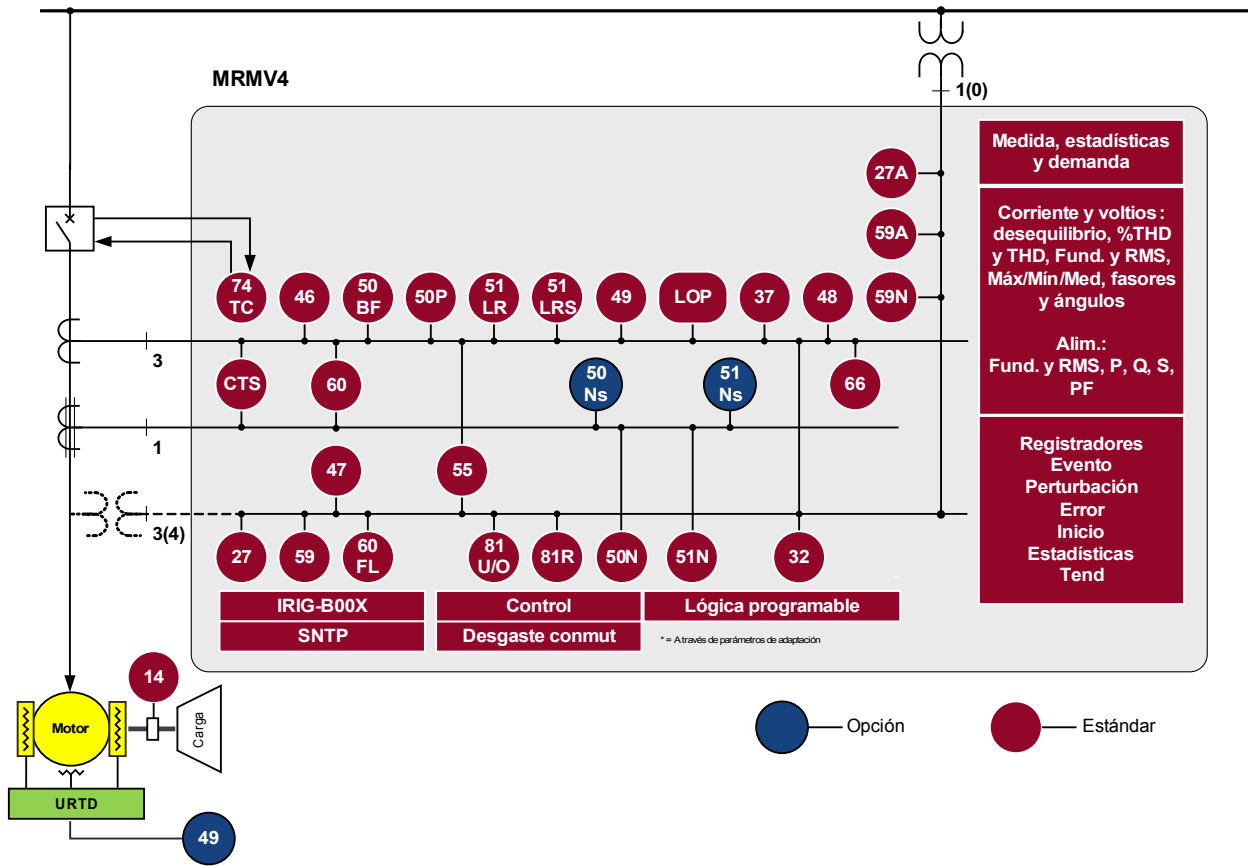 MRMV4
1(0)
27A
59A
74
TC
46
50
BF
50P
51
LR
51
LRS
49
LOP
37
48
59N
3
CTS
60
50
Ns
51
Ns
66
1
47
55
3(4)
27
59
60
FL
81
U/O
81R
50N
51N
32
IRIG-B00X
SNTP
Control
Desgaste conmut
Lógica programable
* = A través de parámetros de adaptación
Medida, estadísticas
y demanda
Corriente y voltios:
desequilibrio, %THD
y THD, Fund. y RMS,
Máx/Mín/Med, fasores
y ángulos
Alim.:
Fund. y RMS, P, Q, S,
PF
Registradores
Evento
Perturbación
Error
Inicio
Estadísticas
Tend
14
Motor
Carga
URTD
49
Opción
Estándar